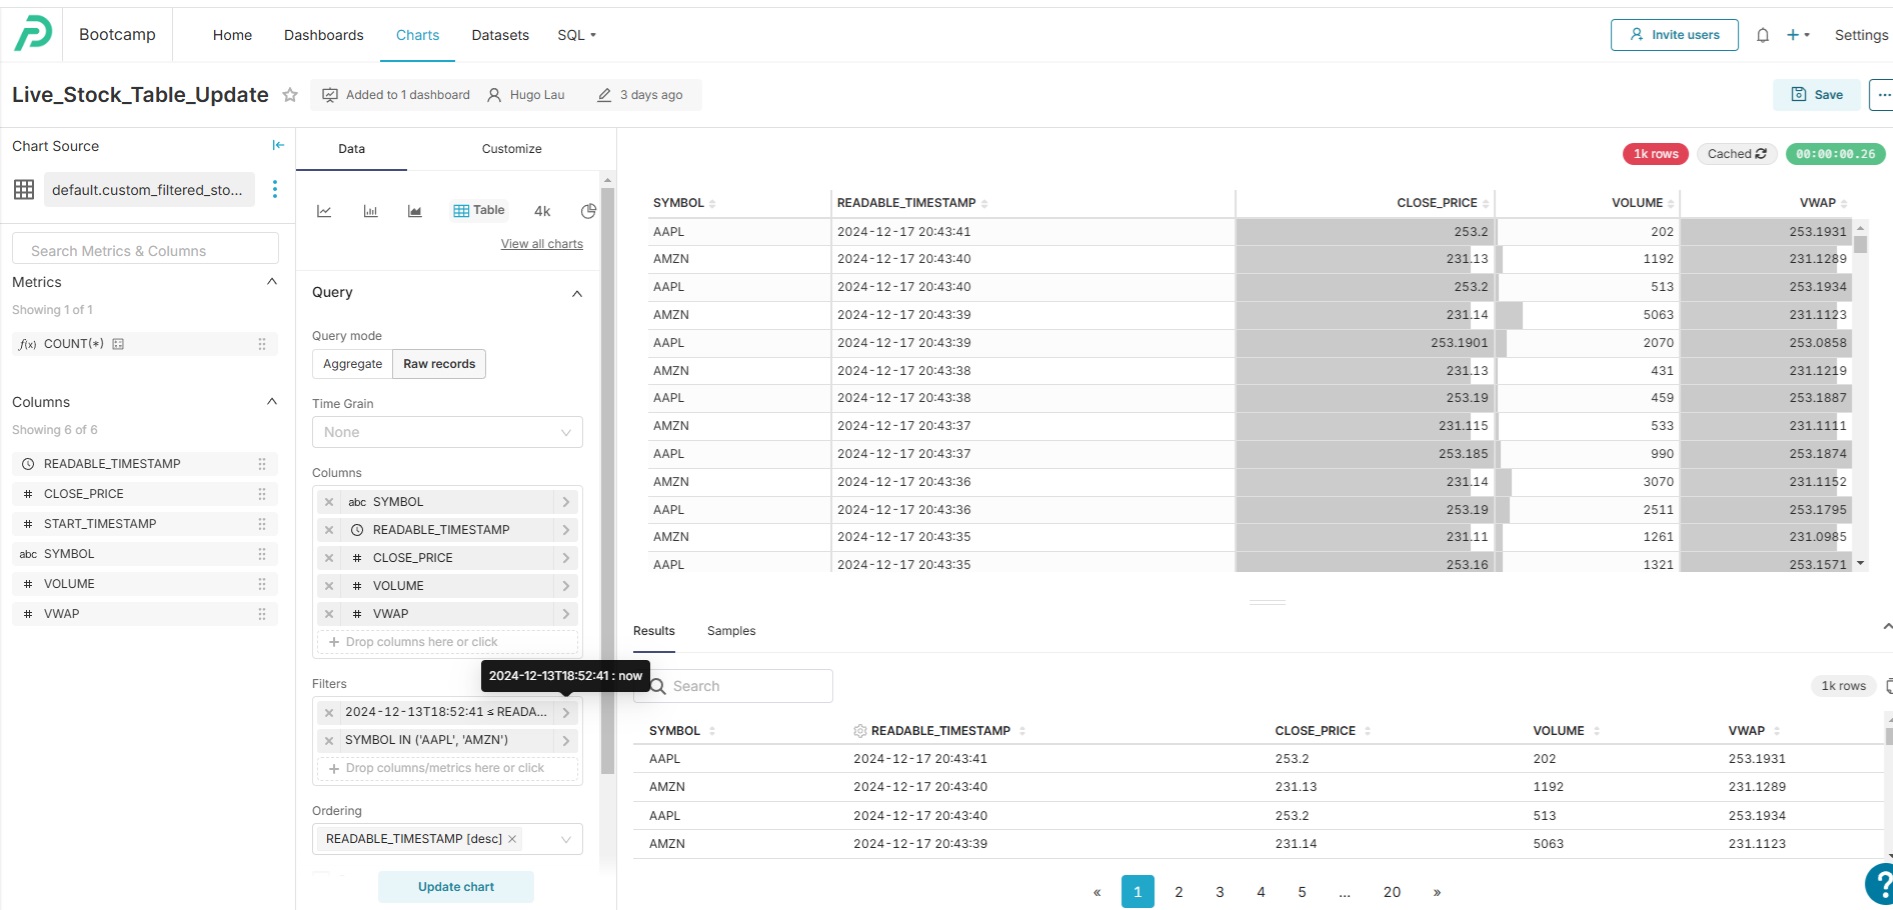 Bootcamp
Home Dashboards Charts Datasets SQL
Invite users
Settings
Live_Stock_Table_Update
Added to 1 dashboard Hugo Lau 3 days ago
Save
Chart Source
default.custom_filtered_sto...
Search Metrics & Columns
Metrics
Showing 1 of 1
f(x) COUNT(*)
Columns
Showing 6 of 6
READABLE_TIMESTAMP
# CLOSE_PRICE
# START_TIMESTAMP
abc SYMBOL
# VOLUME
# VWAP
Data Customize
Table 4k
View all charts
Query
Query mode
Aggregate Raw records
Time Grain
None
Columns
abc SYMBOL
READABLE_TIMESTAMP
# CLOSE_PRICE
# VOLUME
# VWAP
+ Drop columns here or click
2024-12-13T18:52:41 : now
Filters
2024-12-13T18:52:41 ≤ READA...
SYMBOL IN ('AAPL', 'AMZN')
+ Drop columns/metrics here or click
Ordering
READABLE_TIMESTAMP [desc]
Update chart
1k rows Cached 00:00:00.26
SYMBOL READABLE_TIMESTAMP CLOSE_PRICE VOLUME VWAP
AAPL 2024-12-17 20:43:41 253.2 202 253.1931
AMZN 2024-12-17 20:43:40 231.13 1192 231.1289
AAPL 2024-12-17 20:43:40 253.2 513 253.1934
AMZN 2024-12-17 20:43:39 231.14 5063 231.1123
AAPL 2024-12-17 20:43:39 253.1901 2070 253.0858
AMZN 2024-12-17 20:43:38 231.13 431 231.1219
AAPL 2024-12-17 20:43:38 253.19 459 253.1887
AMZN 2024-12-17 20:43:37 231.115 533 231.1111
AAPL 2024-12-17 20:43:37 253.185 990 253.1874
AMZN 2024-12-17 20:43:36 231.14 3070 231.1152
AAPL 2024-12-17 20:43:36 253.19 2511 253.1795
AMZN 2024-12-17 20:43:35 231.11 1261 231.0985
AAPL 2024-12-17 20:43:35 253.16 1321 253.1571
Results Samples
Search
1k rows
SYMBOL READABLE_TIMESTAMP CLOSE_PRICE VOLUME VWAP
AAPL 2024-12-17 20:43:41 253.2 202 253.1931
AMZN 2024-12-17 20:43:40 231.13 1192 231.1289
AAPL 2024-12-17 20:43:40 253.2 513 253.1934
AMZN 2024-12-17 20:43:39 231.14 5063 231.1123
« 1 2 3 4 5 ... 20 »
?